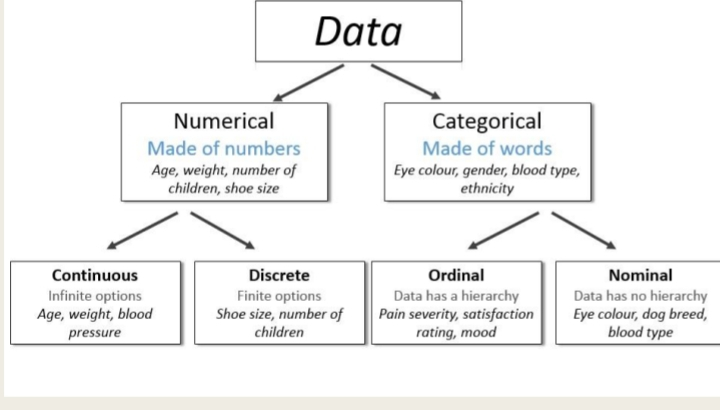 Data
Numerical
Made of numbers
Age, weight, number of
children, shoe size
Categorical
Made of words
Eye colour, gender, blood type,
ethnicity
Continuous
Infinite options
Age, weight, blood
pressure
Discrete
Finite options
Shoe size, number of
children
Ordinal
Data has a hierarchy
Pain severity, satisfaction
rating, mood
Nominal
Data has no hierarchy
Eye colour, dog breed,
blood type